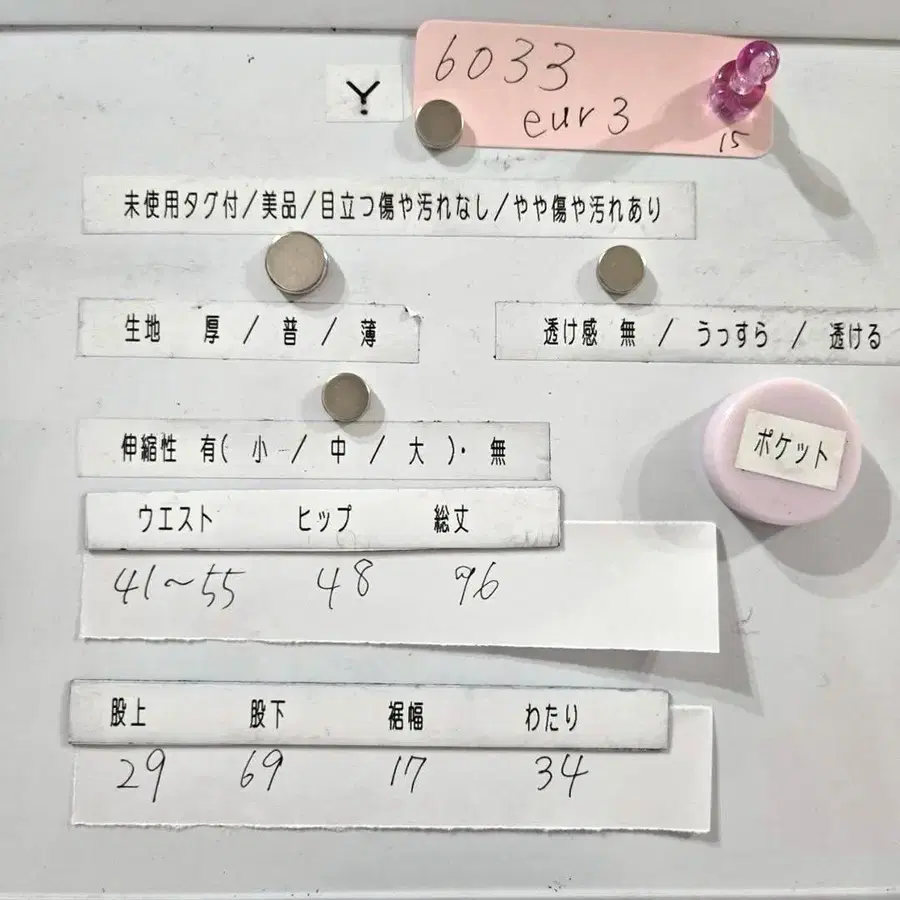 Y
6033
eur3
15
未使用タグ付/美品/目立つ傷や汚れなし/やや傷や汚れあり
生地 厚 / 普 / 薄
透け感 無 / うっすら / 透ける
伸縮性 有( 小 / 中 / 大 )・ 無
ポケット
ウエスト ヒップ 総丈
41~55 48 96
股上 股下 裾幅 わたり
29 69 17 34